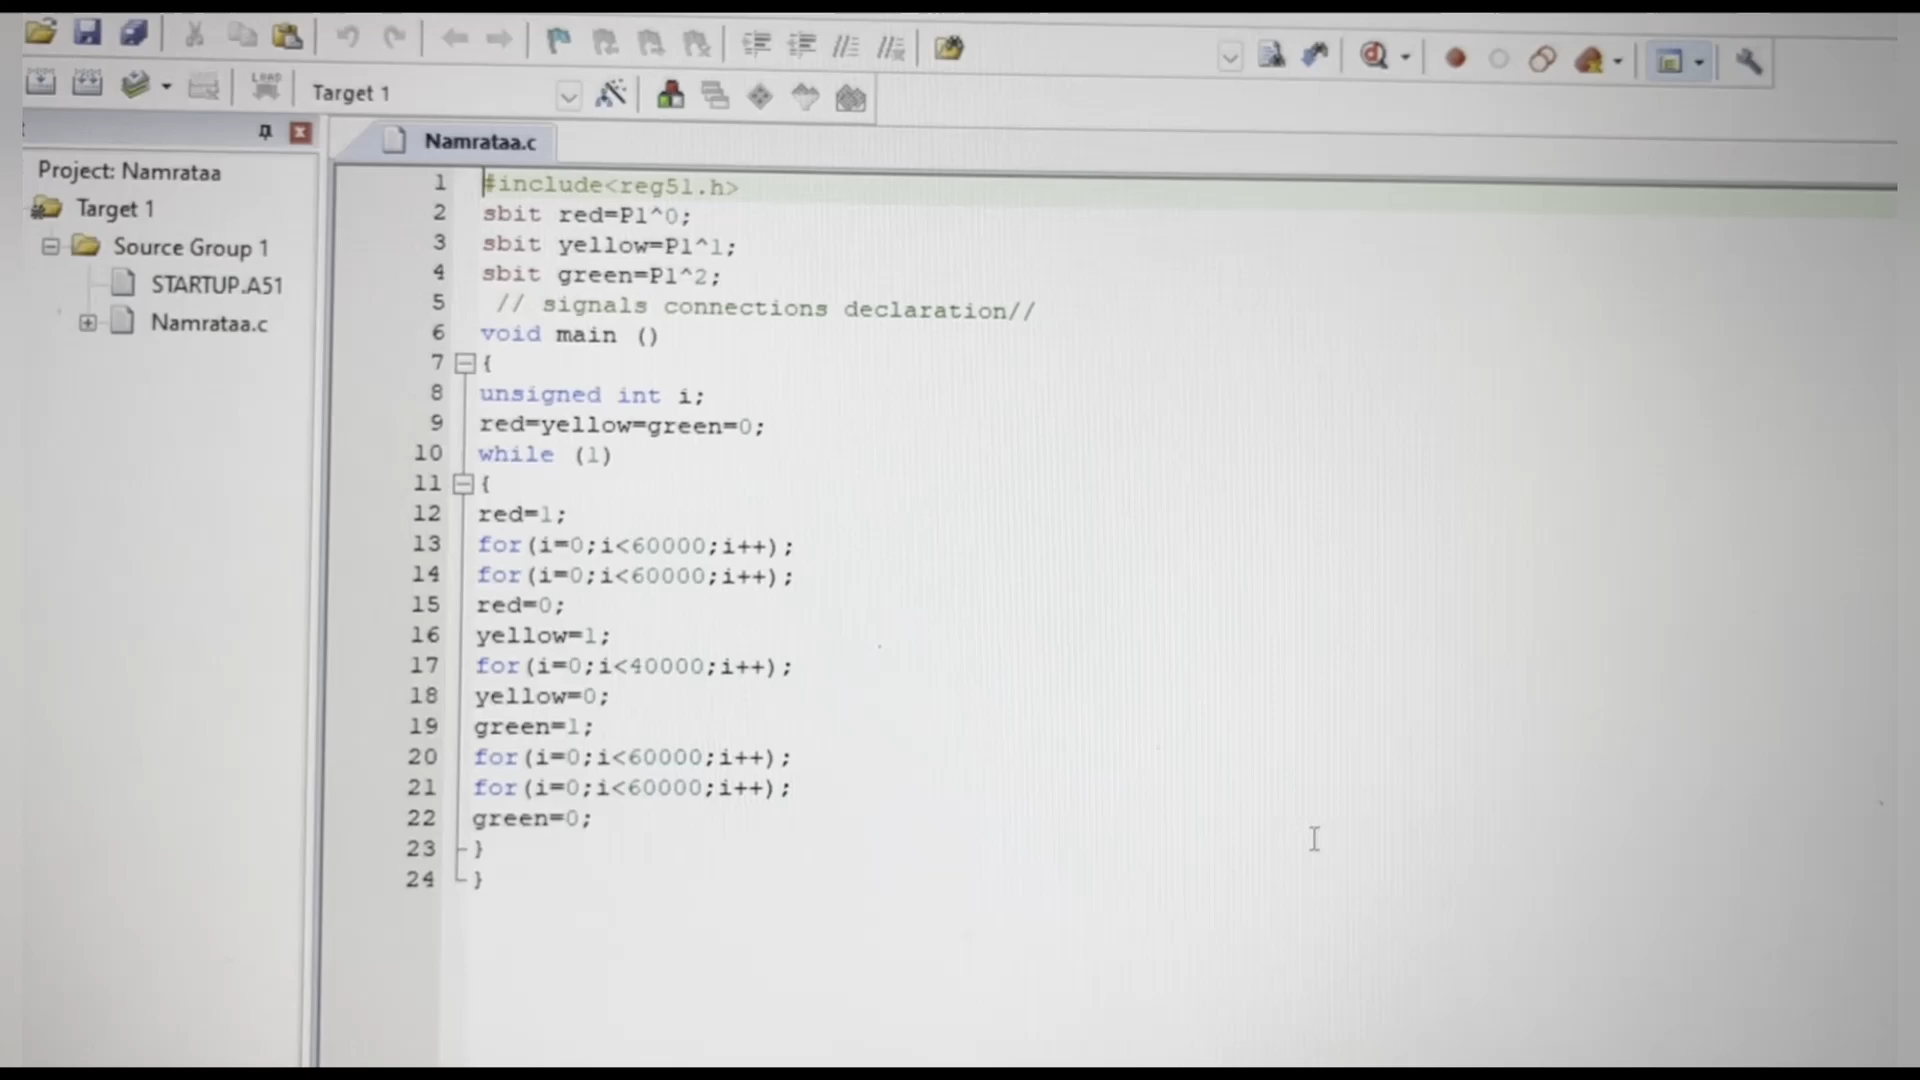 LOAD
Target 1
Namrataa.c
Project: Namrataa
Target 1
Source Group 1
STARTUP.A51
Namrataa.c
1 #include<reg51.h>
2 sbit red=P1^0;
3 sbit yellow=P1^1;
4 sbit green=P1^2;
5 // signals connections declaration//
6 void main ()
7 {
8 unsigned int i;
9 red=yellow=green=0;
10 while (1)
11 {
12 red=1;
13 for(i=0;i<60000;i++);
14 for(i=0;i<60000;i++);
15 red=0;
16 yellow=1;
17 for(i=0;i<40000;i++);
18 yellow=0;
19 green=1;
20 for(i=0;i<60000;i++);
21 for(i=0;i<60000;i++);
22 green=0;
23 }
24 }